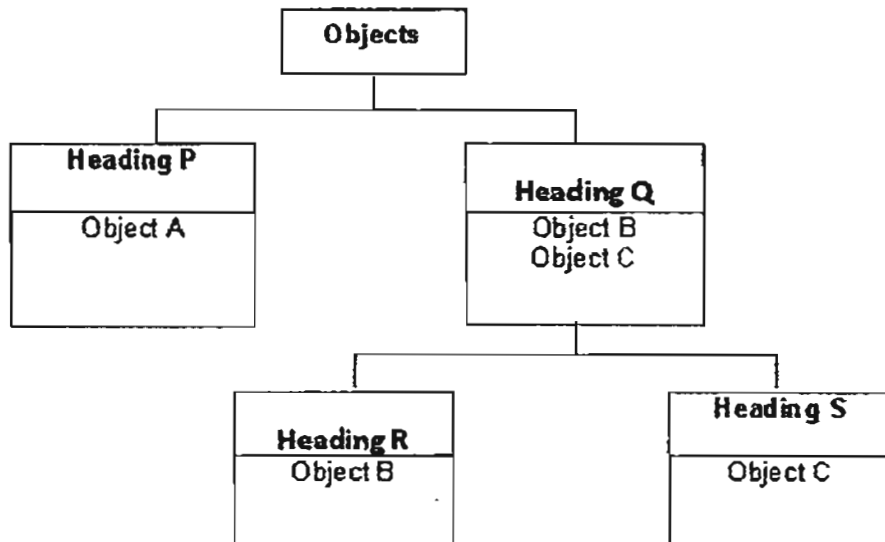 Objects
Heading P
Object A
Heading Q
Object B
Object C
Heading R
Object B
Heading S
Object C